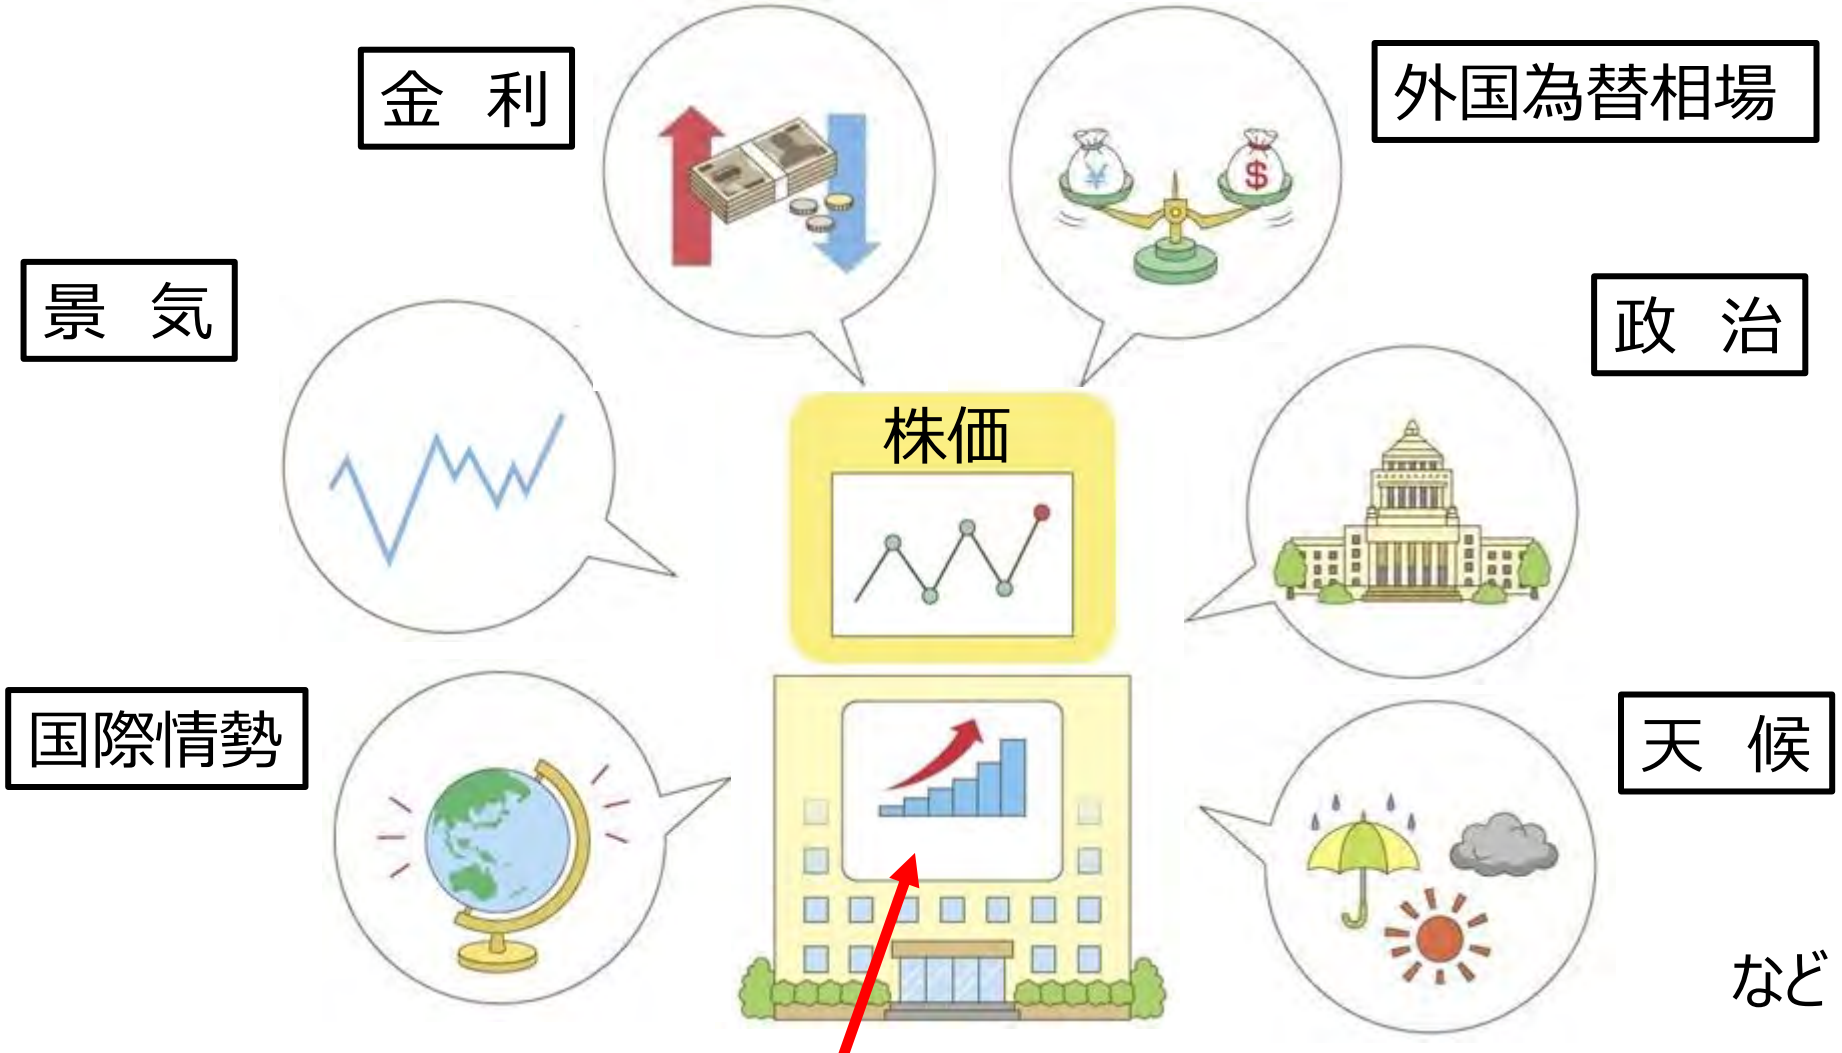 金 利
外国為替相場
景 気
政 治
株価
国際情勢
天 候
¥
$
など